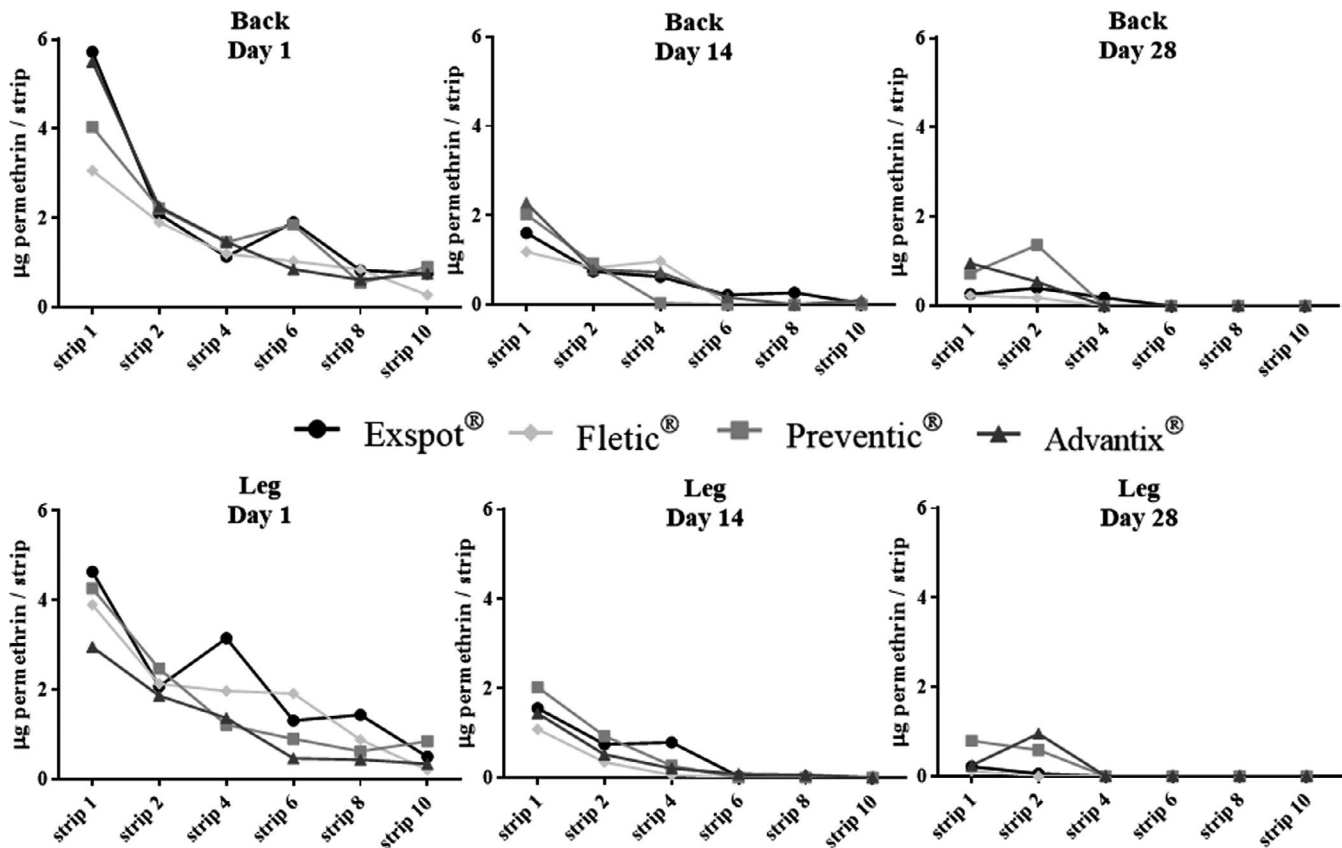 Back
Day 1
µg permethrin / strip
6
4
2
0
strip 1
strip 2
strip 4
strip 6
strip 8
strip 10
Back
Day 14
µg permethrin / strip
6
4
2
0
strip 1
strip 2
strip 4
strip 6
strip 8
strip 10
Back
Day 28
µg permethrin / strip
6
4
2
0
strip 1
strip 2
strip 4
strip 6
strip 8
strip 10
Exspot® Fletic® Preventic® Advantix®
Leg
Day 1
µg permethrin / strip
6
4
2
0
strip 1
strip 2
strip 4
strip 6
strip 8
strip 10
Leg
Day 14
µg permethrin / strip
6
4
2
0
strip 1
strip 2
strip 4
strip 6
strip 8
strip 10
Leg
Day 28
µg permethrin / strip
6
4
2
0
strip 1
strip 2
strip 4
strip 6
strip 8
strip 10